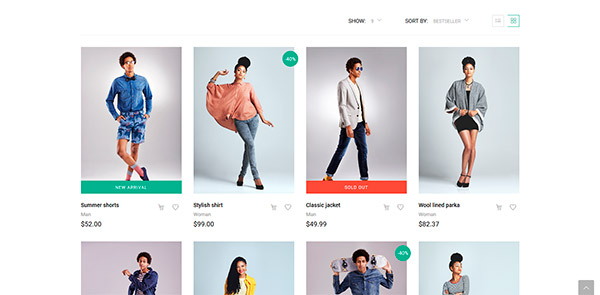 SHOW: 9 SORT BY: BESTSELLER
-40%
NEW ARRIVAL SOLD OUT
Summer shorts Stylish shirt Classic jacket Wool lined parka
Man Woman Man Woman
$52.00 $99.00 $49.99 $82.37
-40%